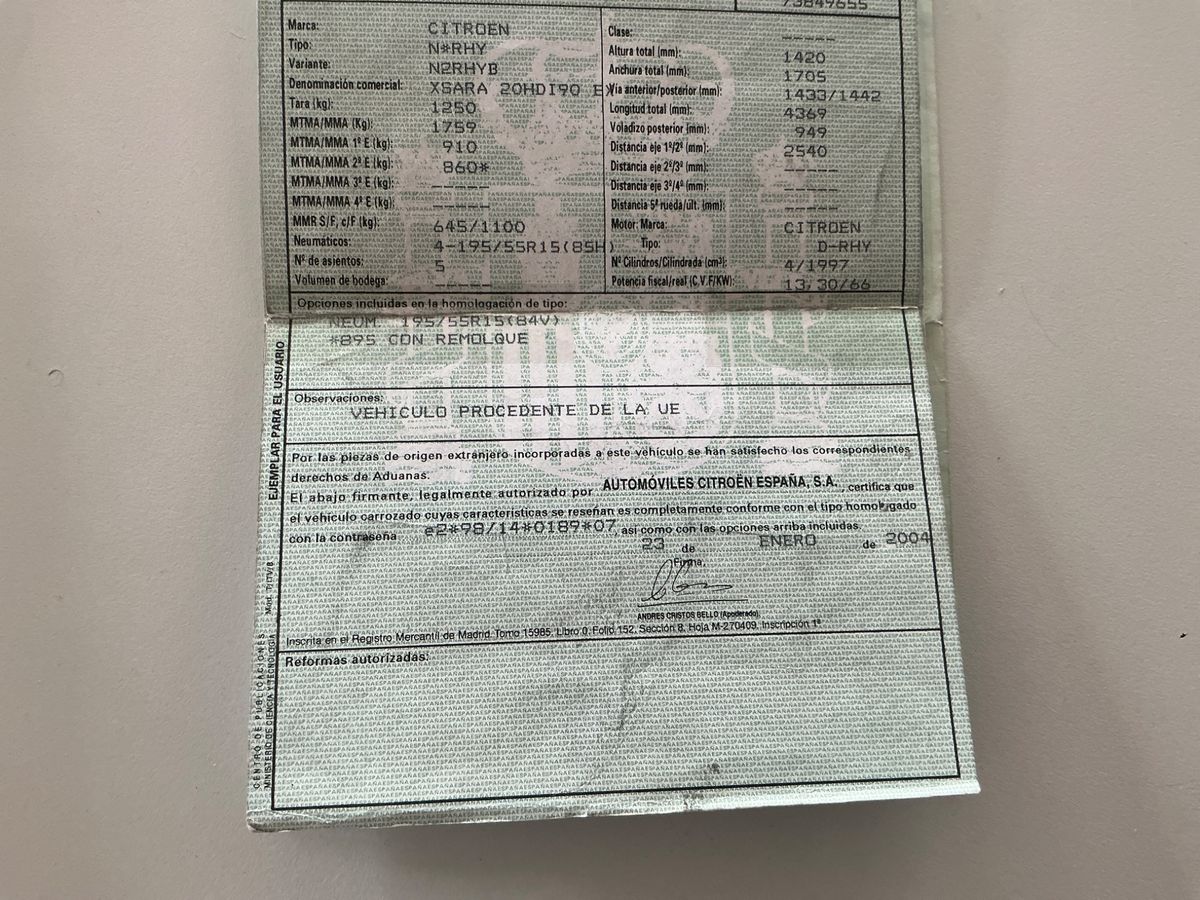 73849655
Marca: CITROEN
Tipo: N*RHY
Variante: N2RHYB
Denominación comercial: XSARA 20HDI90 EX
Tara (kg): 1250
MTMA/MMA (Kg): 1759
MTMA/MMA 1º E (kg): 910
MTMA/MMA 2º E (kg): 860*
MTMA/MMA 3º E (kg): -----
MTMA/MMA 4º E (kg): -----
MMR S/F, c/F (kg): 645/1100
Neumáticos: 4-195/55R15(85H)
Nº de asientos: 5
Volumen de bodega: -----
Clase: -----
Altura total (mm): 1420
Anchura total (mm): 1705
Vía anterior/posterior (mm): 1433/1442
Longitud total (mm): 4369
Voladizo posterior (mm): 949
Distancia eje 1º/2º (mm): 2540
Distancia eje 2º/3º (mm): -----
Distancia eje 3º/4º (mm): -----
Distancia 5ª rueda/últ. (mm): -----
Motor: Marca: CITROEN
Tipo: D-RHY
Nº Cilindros/Cilindrada (cm³): 4/1997
Potencia fiscal/real (C.V.F/KW): 13,30/66
Opciones incluidas en la homologación de tipo:
NEUM. 195/55R15(84V)
*895 CON REMOLQUE
Observaciones:
VEHICULO PROCEDENTE DE LA UE
Por las piezas de origen extranjero incorporadas a este vehículo se han satisfecho los correspondientes
derechos de Aduanas.
El abajo firmante, legalmente autorizado por AUTOMÓVILES CITROËN ESPAÑA, S.A. certifica que
el vehículo carrozado cuyas características se reseñan es completamente conforme con el tipo homologado
con la contraseña e2*98/14*0189*07, así como con las opciones arriba incluidas.
23 de ENERO de 2004
Firma,
ANDRES CRISTOS BELLO (Apoderado)
Inscrita en el Registro Mercantil de Madrid. Tomo 15985, Libro 0, Folio 152, Sección 8, Hoja M-270409, Inscripción 1ª
Reformas autorizadas:
EJEMPLAR PARA EL USUARIO
CENTRO DE PUBLICACIONES
MINISTERIO DE CIENCIA Y TECNOLOGÍA